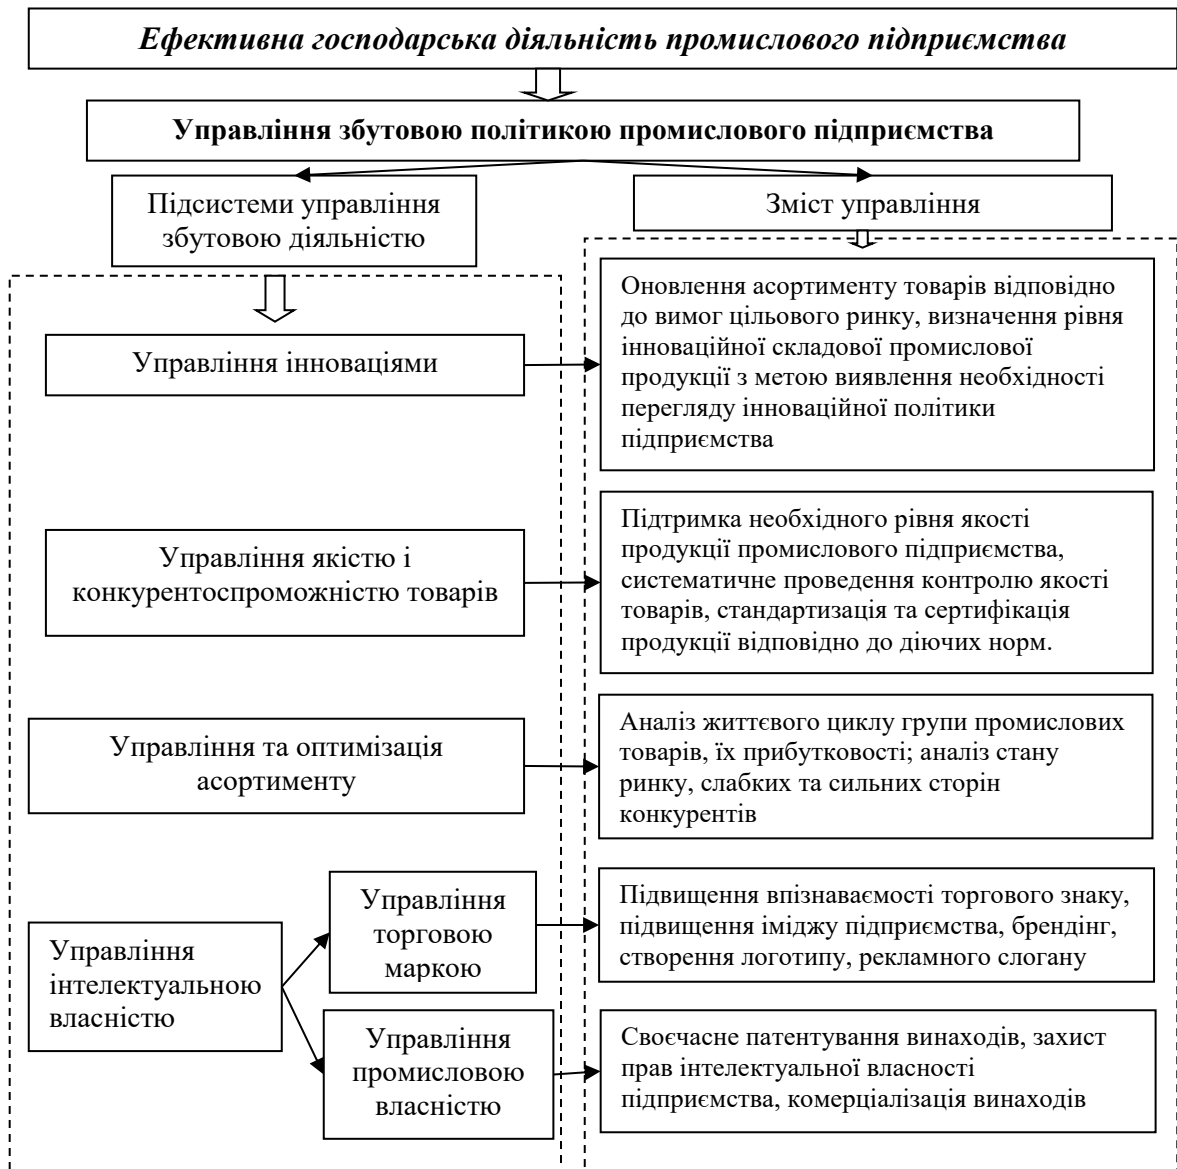 Ефективна господарська діяльність промислового підприємства
Управління збутовою політикою промислового підприємства
Підсистеми управління
збутовою діяльністю
Зміст управління
Управління інноваціями
Оновлення асортименту товарів відповідно
до вимог цільового ринку, визначення рівня
інноваційної складової промислової
продукції з метою виявлення необхідності
перегляду інноваційної політики
підприємства
Управління якістю і
конкурентоспроможністю товарів
Підтримка необхідного рівня якості
продукції промислового підприємства,
систематичне проведення контролю якості
товарів, стандартизація та сертифікація
продукції відповідно до діючих норм.
Управління та оптимізація
асортименту
Аналіз життєвого циклу групи промислових
товарів, їх прибутковості; аналіз стану
ринку, слабких та сильних сторін
конкурентів
Управління
інтелектуальною
власністю
Управління
торговою
маркою
Підвищення впізнаваємості торгового знаку,
підвищення іміджу підприємства, брендінг,
створення логотипу, рекламного слогану
Управління
промисловою
власністю
Своєчасне патентування винаходів, захист
прав інтелектуальної власності
підприємства, комерціалізація винаходів